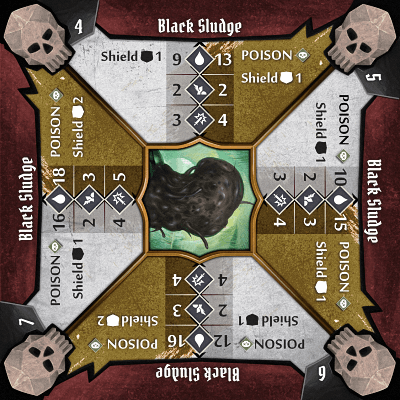 4
Black Sludge
Shield 1
9
13
POISON
Shield 1
2
2
3
4
5
Black Sludge
POISON
Shield 1
10
2
3
15
3
4
POISON
Shield 1
6
Black Sludge
POISON
Shield 1
12
2
4
16
3
4
POISON
Shield 2
7
Black Sludge
POISON
Shield 1
16
2
4
18
3
5
POISON
Shield 2